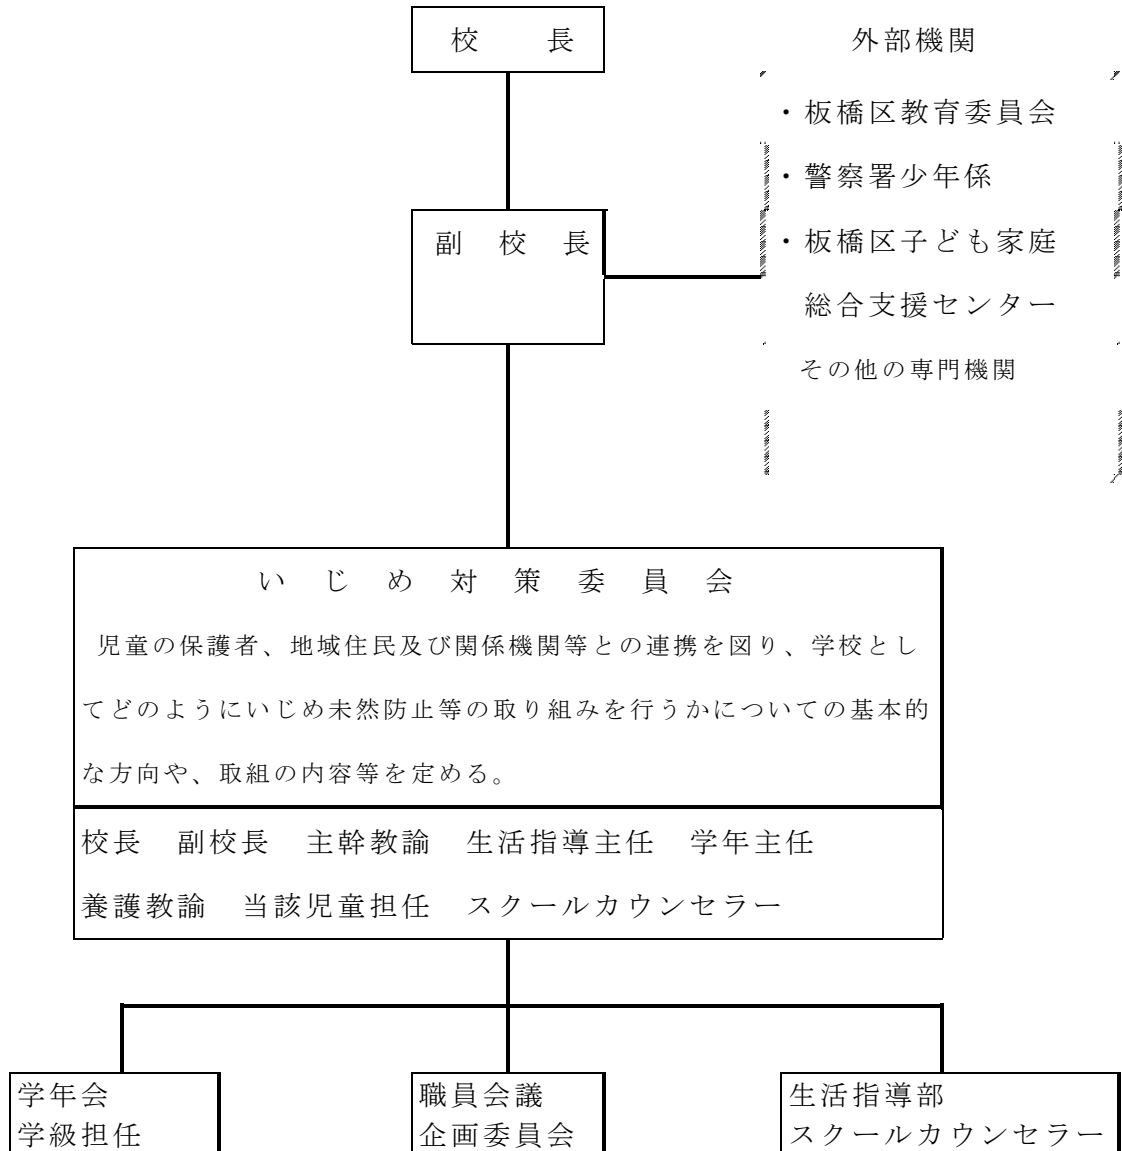 校　長
外部機関
・板橋区教育委員会
・警察署少年係
・板橋区子ども家庭
総合支援センター
その他の専門機関
副　校　長
い　じ　め　対　策　委　員　会
児童の保護者、地域住民及び関係機関等との連携を図り、学校とし
てどのようにいじめ未然防止等の取り組みを行うかについての基本的
な方向や、取組の内容等を定める。
校長　副校長　主幹教諭　生活指導主任　学年主任
養護教諭　当該児童担任　スクールカウンセラー
学年会
学級担任
職員会議
企画委員会
生活指導部
スクールカウンセラー